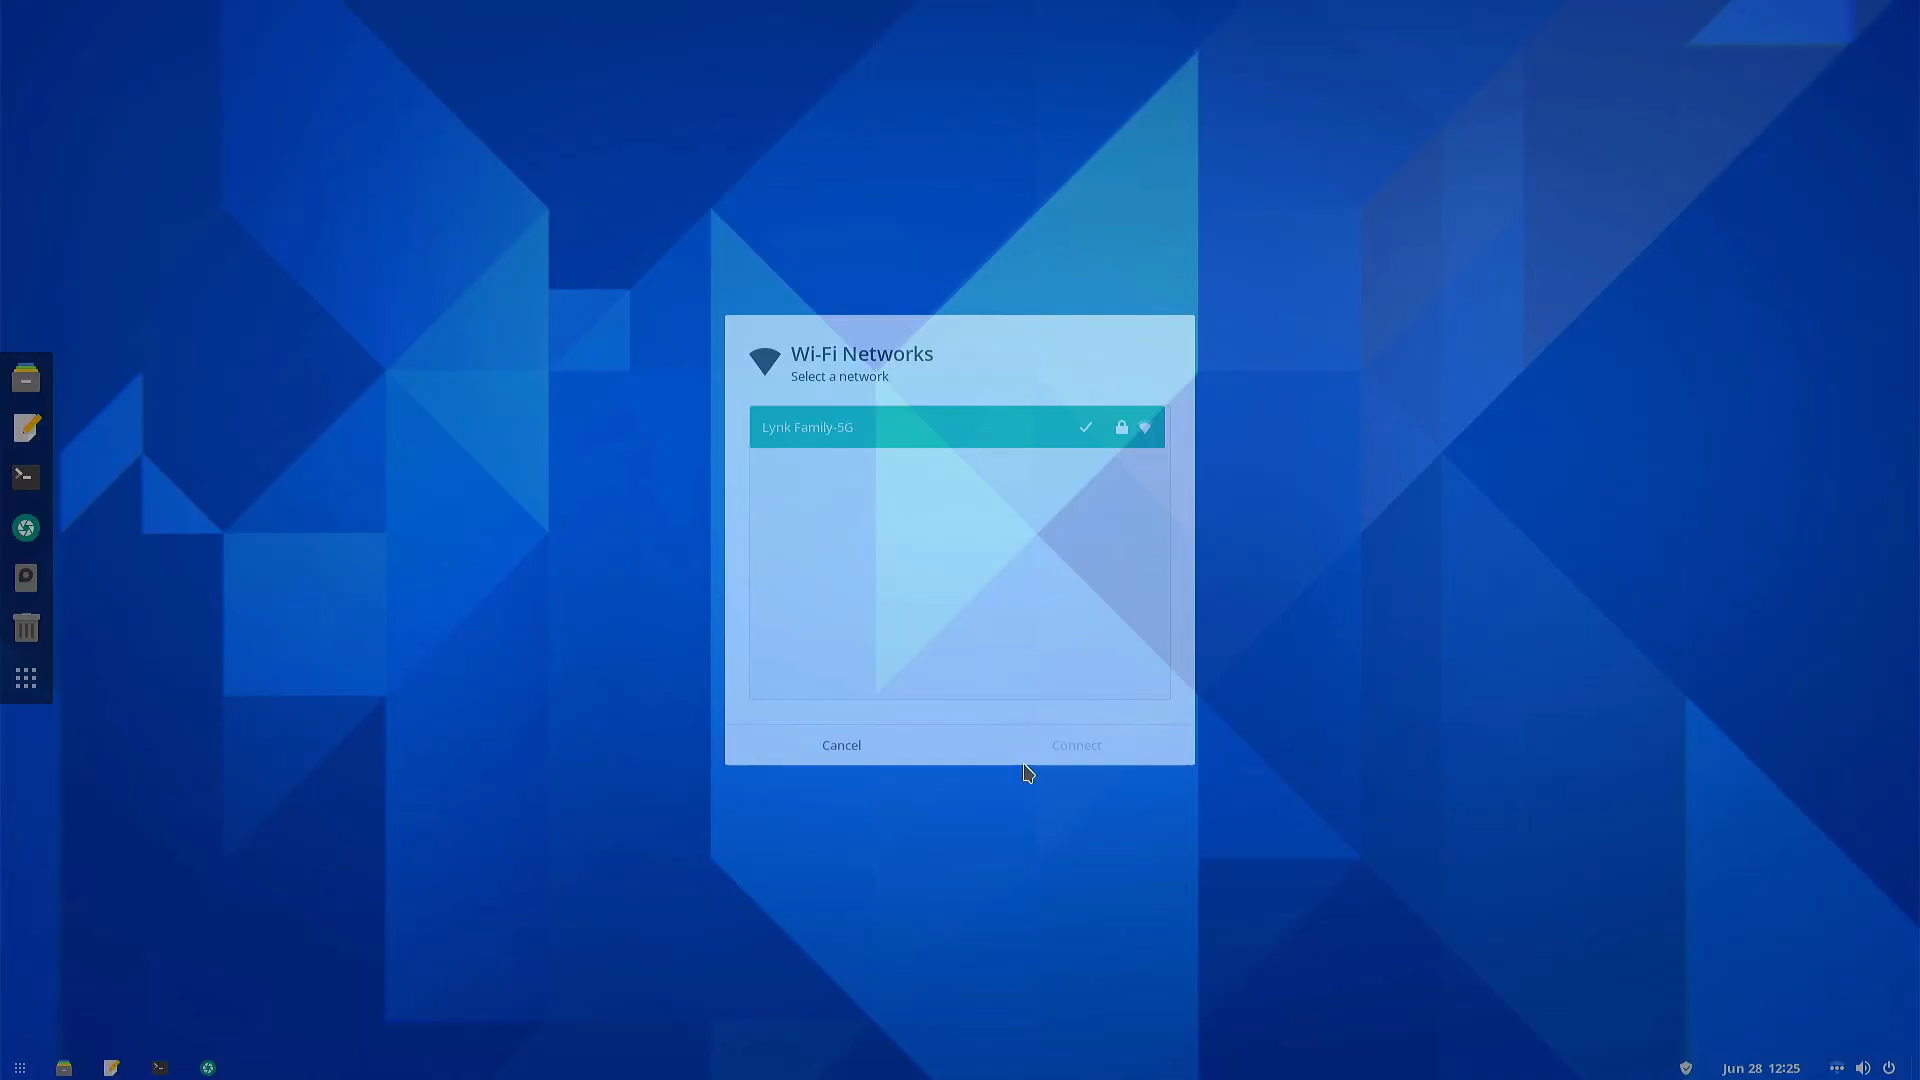 Wi-Fi Networks
Select a network
Lynk Family-5G
Cancel
Connect
Jun 28 12:25